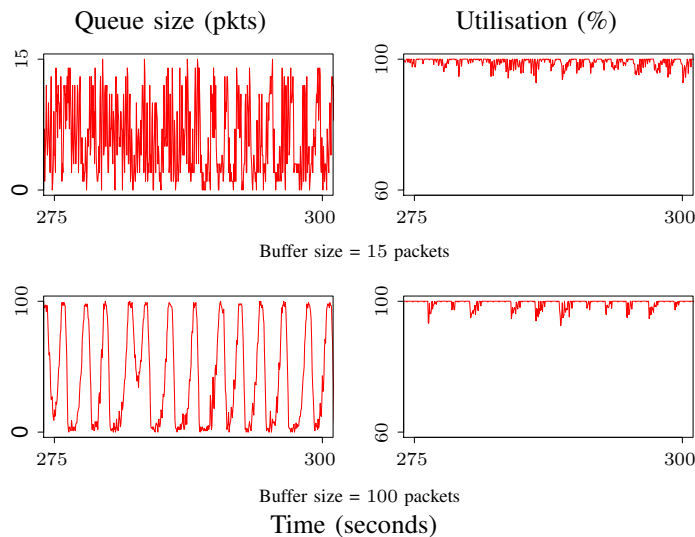 Queue size (pkts) Utilisation (%)
15 100
0 60
275 300 275 300
Buffer size = 15 packets
100 100
0 60
275 300 275 300
Buffer size = 100 packets
Time (seconds)